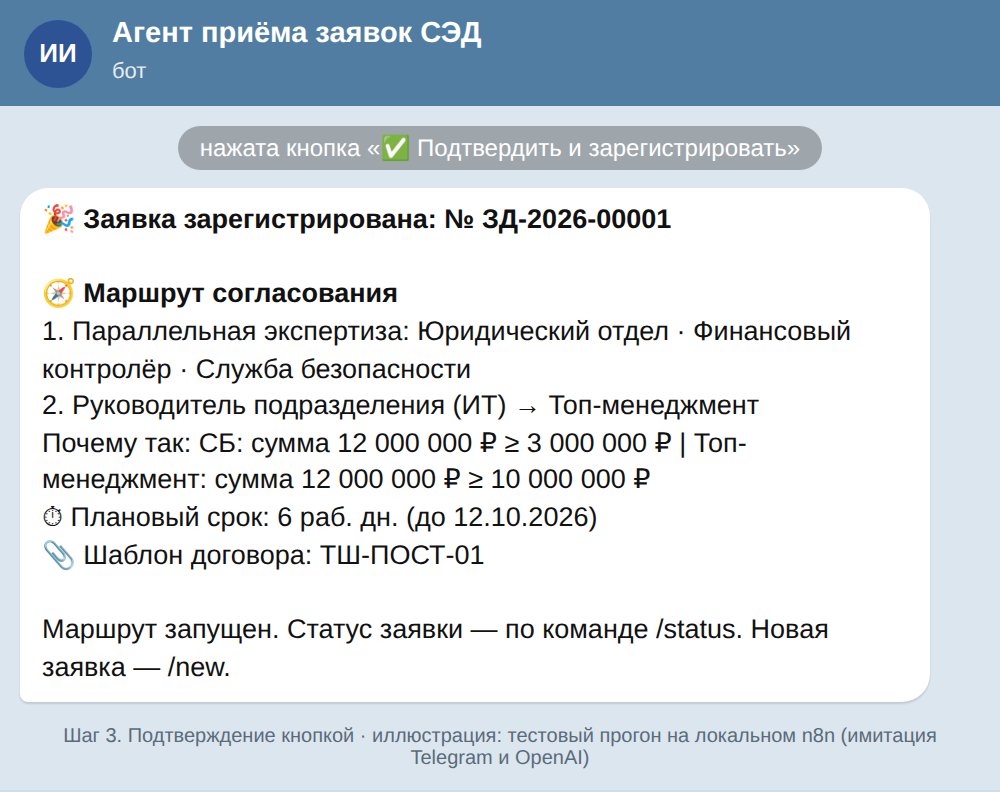 ИИ
Агент приёма заявок СЭД
бот
нажата кнопка «✅ Подтвердить и зарегистрировать»
🎉 Заявка зарегистрирована: № ЗД-2026-00001
🧭 Маршрут согласования
1. Параллельная экспертиза: Юридический отдел · Финансовый
контролёр · Служба безопасности
2. Руководитель подразделения (ИТ) → Топ-менеджмент
Почему так: СБ: сумма 12 000 000 ₽ ≥ 3 000 000 ₽ | Топ-
менеджмент: сумма 12 000 000 ₽ ≥ 10 000 000 ₽
⏱ Плановый срок: 6 раб. дн. (до 12.10.2026)
📎 Шаблон договора: ТШ-ПОСТ-01
Маршрут запущен. Статус заявки — по команде /status. Новая
заявка — /new.
Шаг 3. Подтверждение кнопкой · иллюстрация: тестовый прогон на локальном n8n (имитация
Telegram и OpenAI)